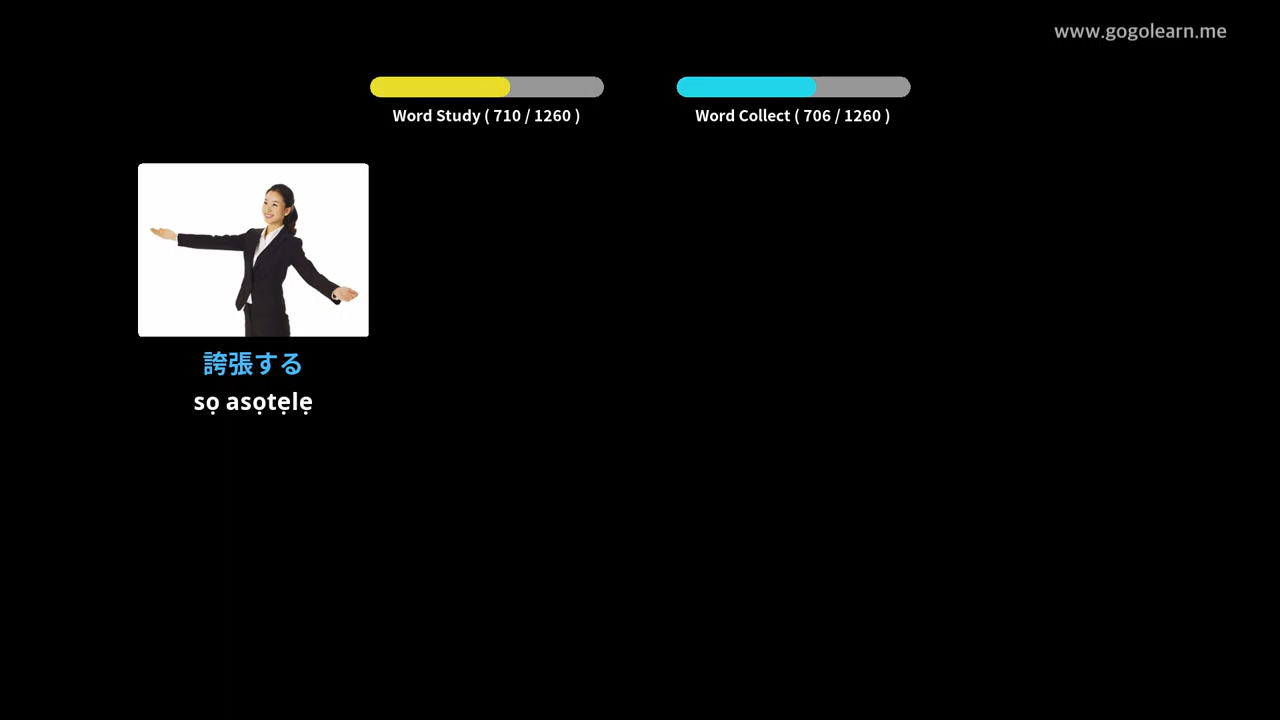 www.gogolearn.me
Word Study ( 710 / 1260 )
Word Collect ( 706 / 1260 )
誇張する
sọ asọtẹlẹ